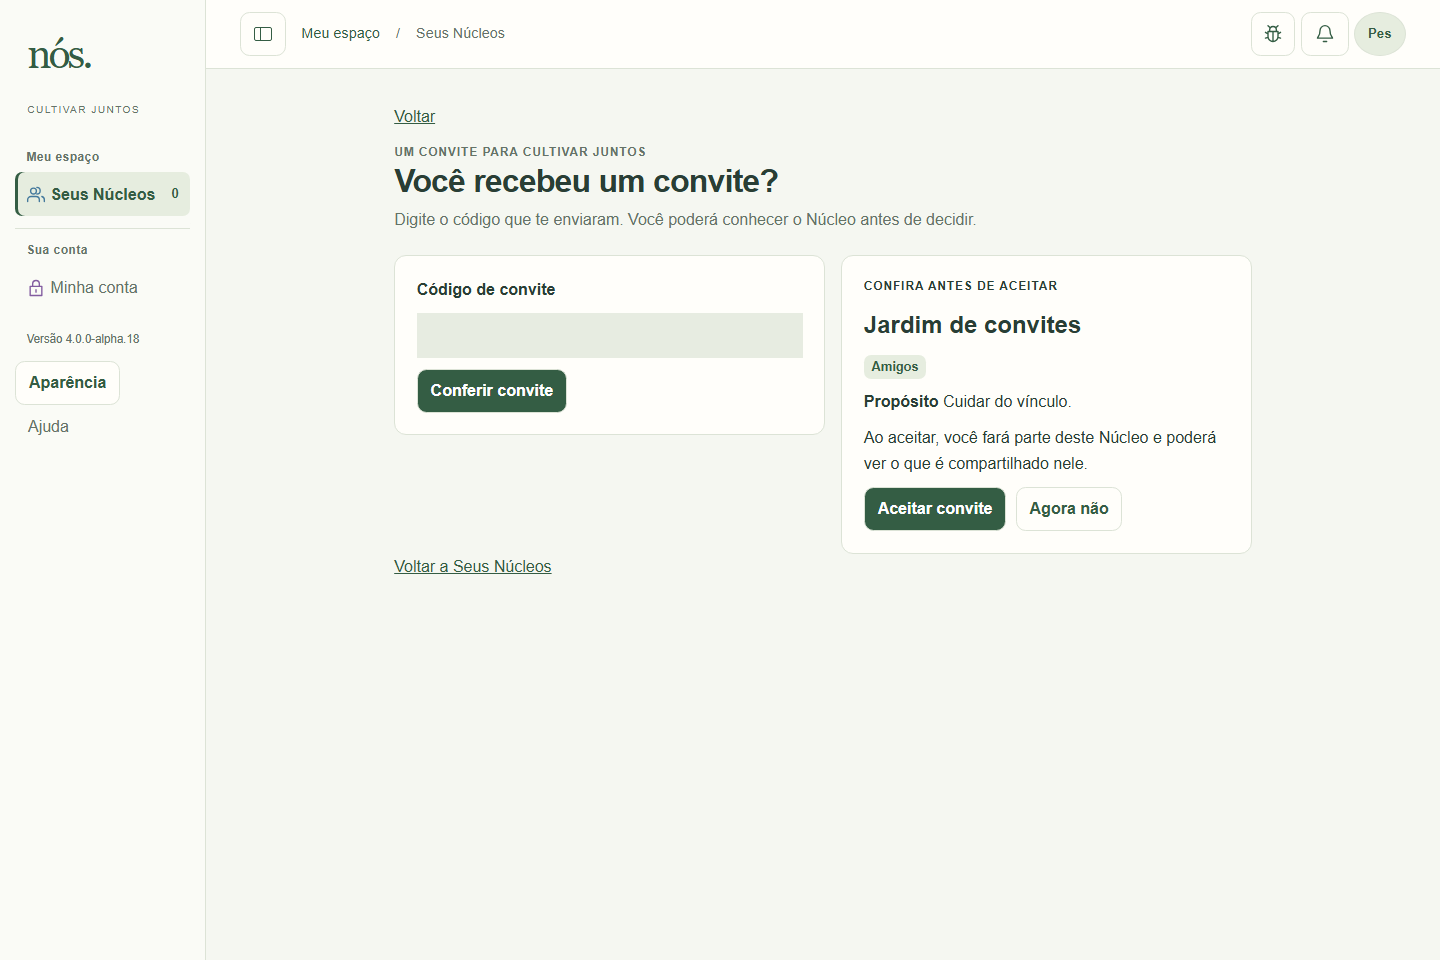 nós.
CULTIVAR JUNTOS
Meu espaço
Seus Núcleos 0
Sua conta
Minha conta
Versão 4.0.0-alpha.18
Aparência
Ajuda
Meu espaço / Seus Núcleos
Pes
Voltar
UM CONVITE PARA CULTIVAR JUNTOS
Você recebeu um convite?
Digite o código que te enviaram. Você poderá conhecer o Núcleo antes de decidir.
Código de convite
Conferir convite
CONFIRA ANTES DE ACEITAR
Jardim de convites
Amigos
Propósito Cuidar do vínculo.
Ao aceitar, você fará parte deste Núcleo e poderá
ver o que é compartilhado nele.
Aceitar convite
Agora não
Voltar a Seus Núcleos